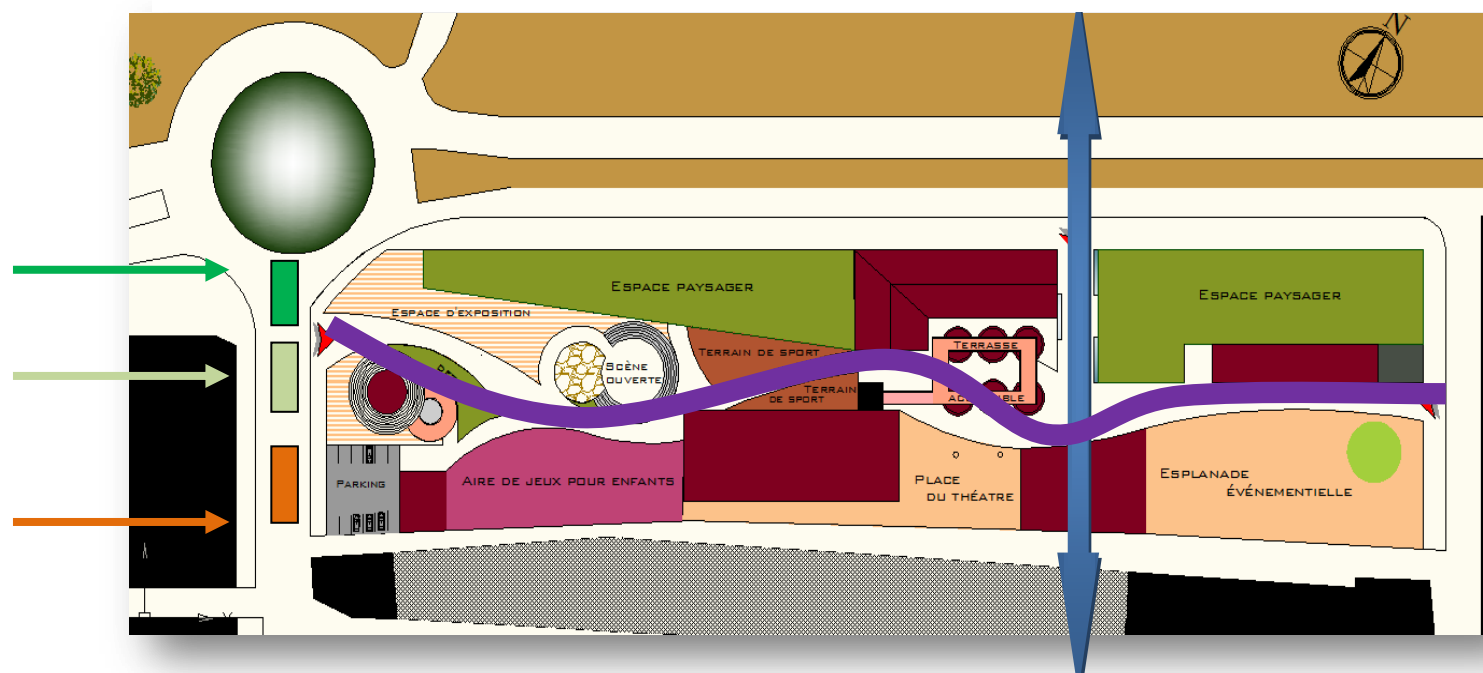 N
Espace paysager
Espace paysager
Espace d'exposition
Terrasse
Terrain de sport
Scène
ouverte
Terrain
de sport
Parking
Aire de jeux pour enfants
Place
du théatre
Esplanade
événementielle